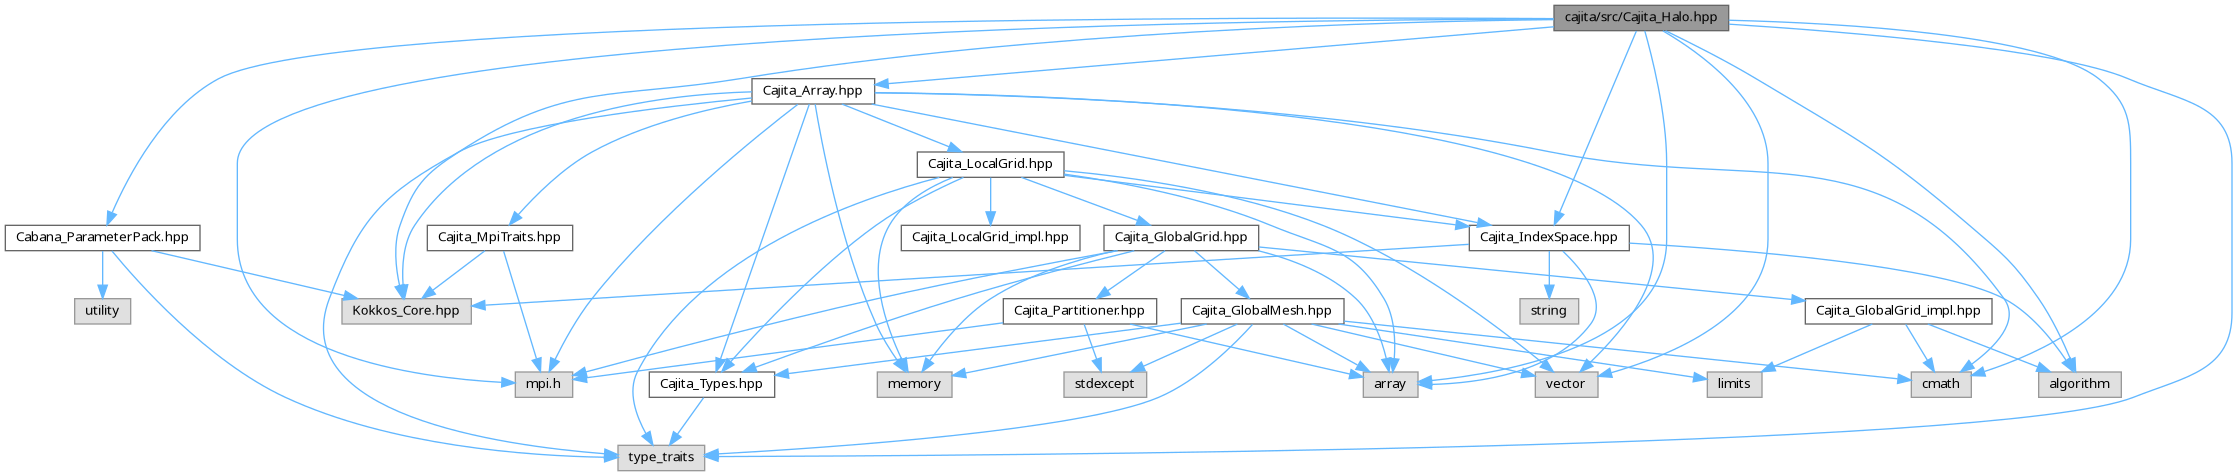 cajita/src/Cajita_Halo.hpp
Cajita_Array.hpp
Cajita_LocalGrid.hpp
Cabana_ParameterPack.hpp
Cajita_MpiTraits.hpp
Cajita_LocalGrid_impl.hpp
Cajita_GlobalGrid.hpp
Cajita_IndexSpace.hpp
utility
Kokkos_Core.hpp
Cajita_Partitioner.hpp
Cajita_GlobalMesh.hpp
string
Cajita_GlobalGrid_impl.hpp
mpi.h
Cajita_Types.hpp
memory
stdexcept
array
vector
limits
cmath
algorithm
type_traits